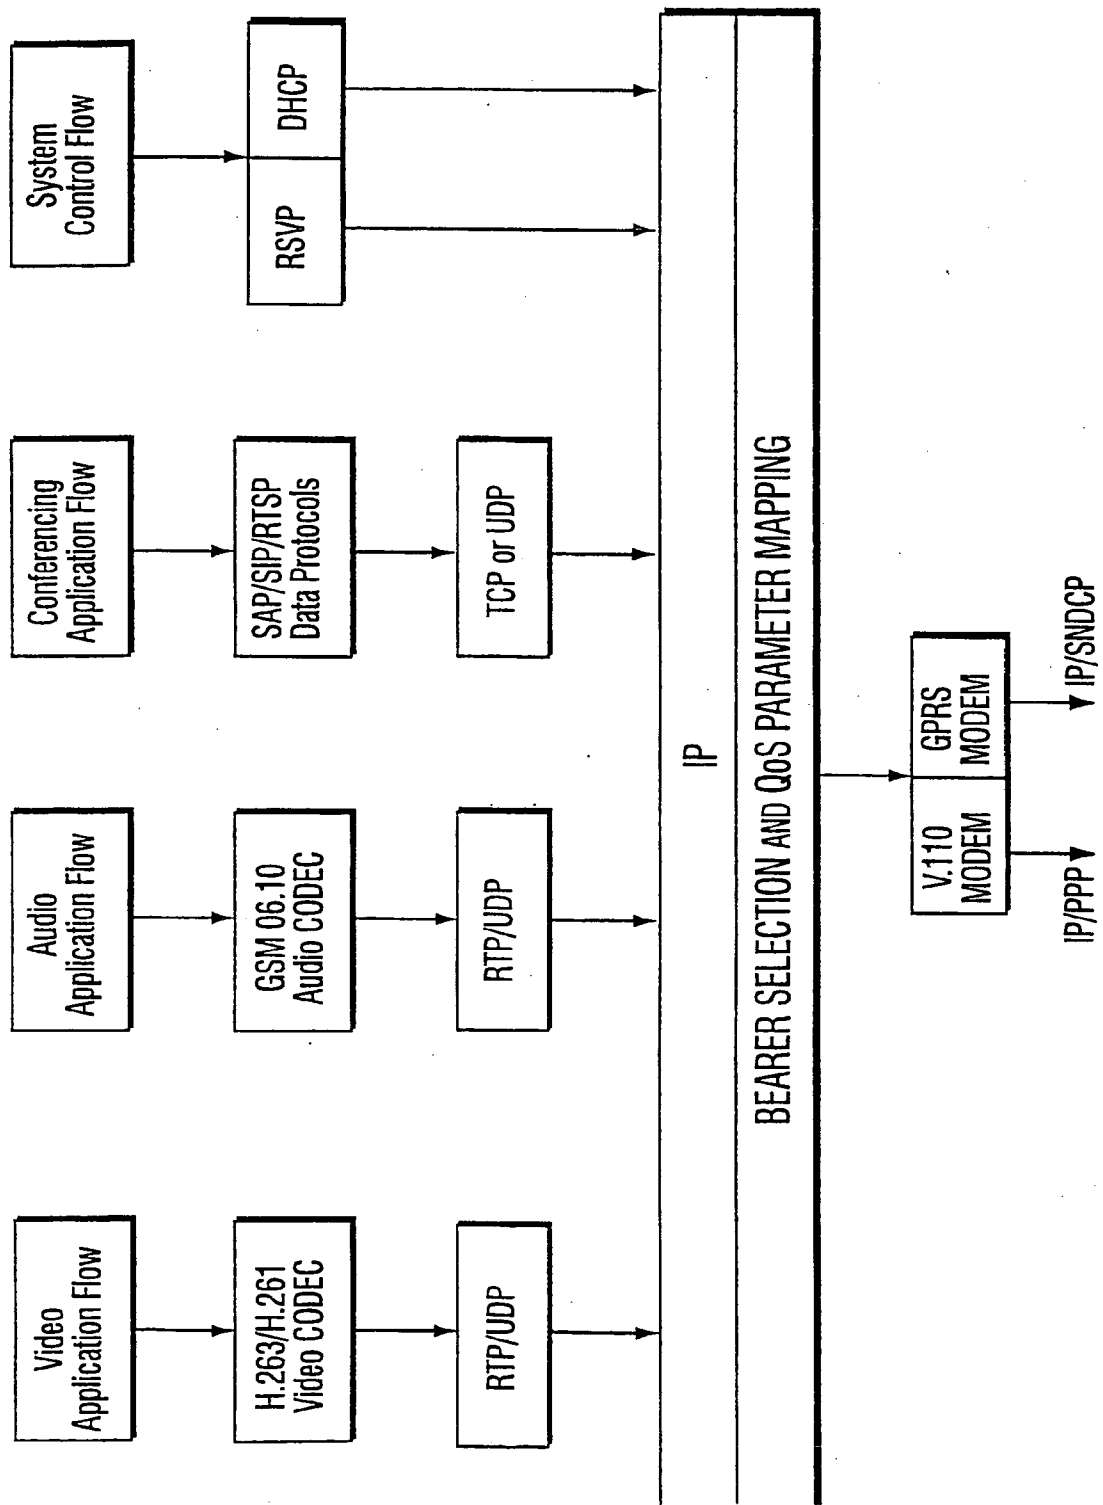 Video
Application Flow
H.263/H.261
Video CODEC
RTP/UDP
Audio
Application Flow
GSM 06.10
Audio CODEC
RTP/UDP
Conferencing
Application Flow
SAP/SIP/RTSP
Data Protocols
TCP or UDP
System
Control Flow
RSVP
DHCP
IP
BEARER SELECTION AND QoS PARAMETER MAPPING
V.110
MODEM
GPRS
MODEM
IP/PPP
IP/SNDCP